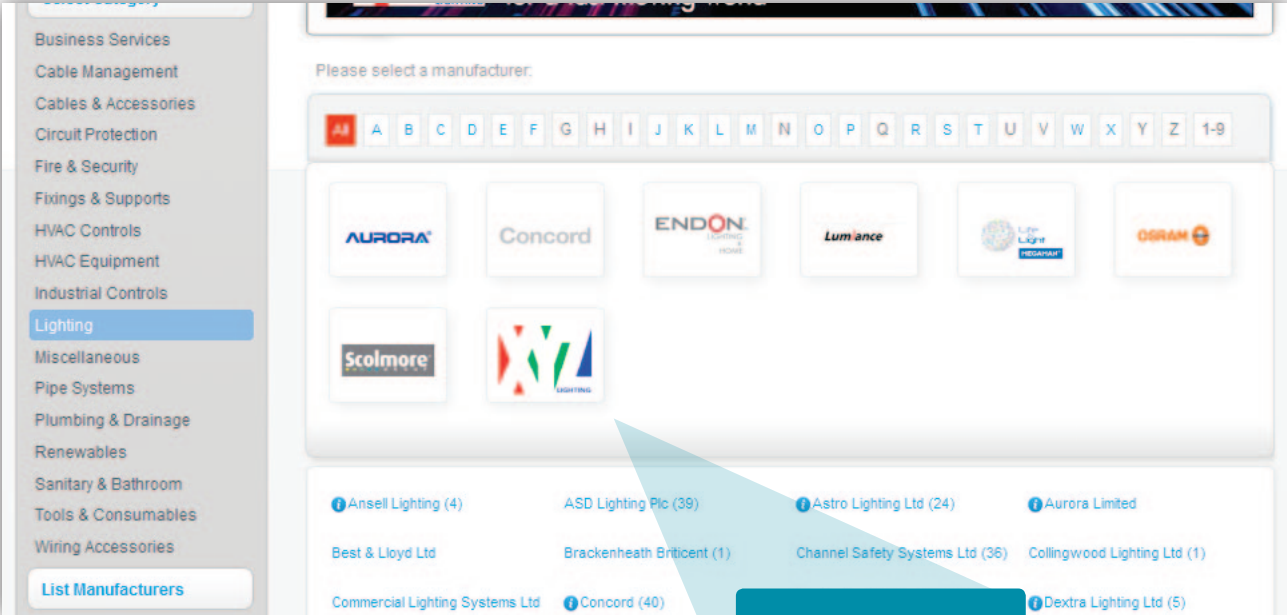 Select Category
Business Services
Cable Management
Cables & Accessories
Circuit Protection
Fire & Security
Fixings & Supports
HVAC Controls
HVAC Equipment
Industrial Controls
Lighting
Miscellaneous
Pipe Systems
Plumbing & Drainage
Renewables
Sanitary & Bathroom
Tools & Consumables
Wiring Accessories
List Manufacturers
Please select a manufacturer:
All A B C D E F G H I J K L M N O P Q R S T U V W X Y Z 1-9
AURORA
Concord
ENDON
LIGHTING
HOME
Lumiance
Light
MEGAMAN
OSRAM
Scolmore
XYZ
LIGHTING
Ansell Lighting (4) ASD Lighting Plc (39) Astro Lighting Ltd (24) Aurora Limited
Best & Lloyd Ltd Brackenheath Briticent (1) Channel Safety Systems Ltd (36) Collingwood Lighting Ltd (1)
Commercial Lighting Systems Ltd Concord (40) Dextra Lighting Ltd (5)